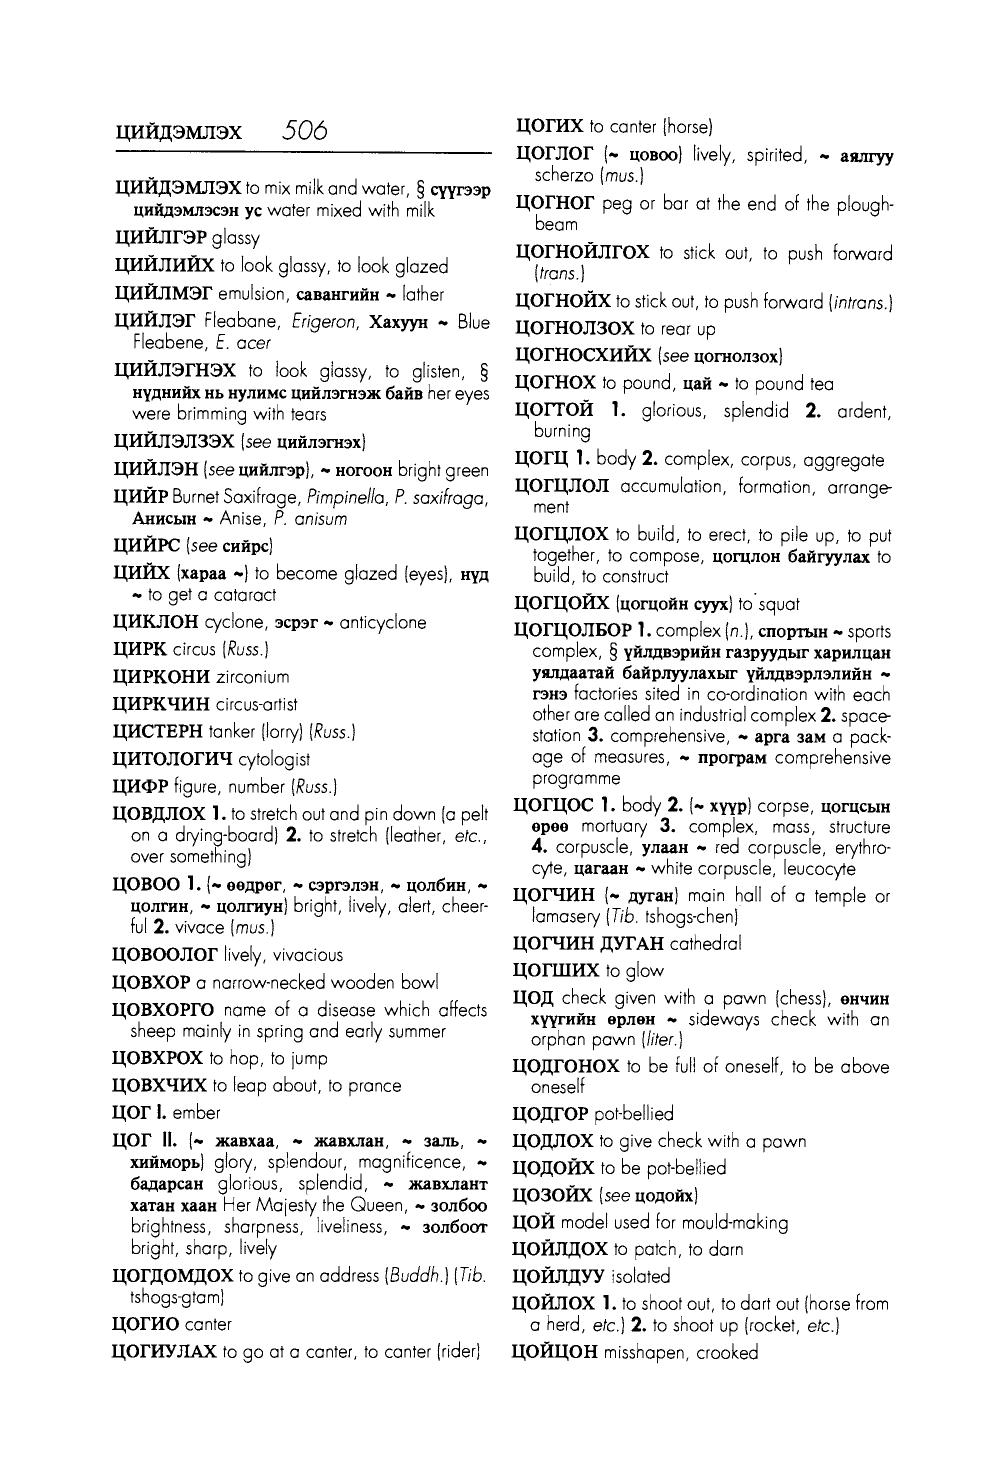 ЦИЙДЭМЛЭХ 506
ЦИЙДЭМЛЭХ to mix milk and water, § сүүгээр
цийдэмлэсэн ус water mixed with milk
ЦИЙЛГЭР glassy
ЦИЙЛИЙХ to look glassy, to look glazed
ЦИЙЛМЭГ emulsion, савангийн ~ lather
ЦИЙЛЭГ Fleabane, Erigeron, Хахуун ~ Blue
Fleabene, E. acer
ЦИЙЛЭГНЭХ to look glassy, to glisten, §
нүднийх нь нулимс цийлэгнэж байв her eyes
were brimming with tears
ЦИЙЛЭЛЗЭХ (see цийлэгнэх)
ЦИЙЛЭН (see цийлгэр), ~ ногоон bright green
ЦИЙР Burnet Saxifrage, Pimpinella, P. saxifraga,
Анисын ~ Anise, P. anisum
ЦИЙРС (see сийрс)
ЦИЙХ (хараа ~) to become glazed (eyes), нүд
~ to get a cataract
ЦИКЛОН cyclone, эсрэг ~ anticyclone
ЦИРК circus (Russ.)
ЦИРКОНИ zirconium
ЦИРКЧИН circus-artist
ЦИСТЕРН tanker (lorry) (Russ.)
ЦИТОЛОГИЧ cytologist
ЦИФР figure, number (Russ.)
ЦОВДЛОХ 1. to stretch out and pin down (a pelt
on a drying-board) 2. to stretch (leather, etc.,
over something)
ЦОВОО 1. (~ өөдрөг, ~ сэргэлэн, ~ цолбин, ~
цолгин, ~ цолгиун) bright, lively, alert, cheer-
ful 2. vivace (mus.)
ЦОВООЛОГ lively, vivacious
ЦОВХОР a narrow-necked wooden bowl
ЦОВХОРГО name of a disease which affects
sheep mainly in spring and early summer
ЦОВХРОХ to hop, to jump
ЦОВХЧИХ to leap about, to prance
ЦОГ I. ember
ЦОГ II. (~ жавхаа, ~ жавхлан, ~ заль, ~
хийморь) glory, splendour, magnificence, ~
бадарсан glorious, splendid, ~ жавхлант
хатан хаан Her Majesty the Queen, ~ золбоо
brightness, sharpness, liveliness, ~ золбоот
bright, sharp, lively
ЦОГДОМДОХ to give an address (Buddh.) (Tib.
tshogs-gtam)
ЦОГИО canter
ЦОГИУЛАХ to go at a canter, to canter (rider)
ЦОГИХ to canter (horse)
ЦОГЛОГ (~ цовоо) lively, spirited, ~ аялгуу
scherzo (mus.)
ЦОГНОГ peg or bar at the end of the plough-
beam
ЦОГНОЙЛГОХ to stick out, to push forward
(trans.)
ЦОГНОЙХ to stick out, to push forward (intrans.)
ЦОГНОЛЗОХ to rear up
ЦОГНОСХИЙХ (see цогнолзох)
ЦОГНОХ to pound, цай ~ to pound tea
ЦОГТОЙ 1. glorious, splendid 2. ardent,
burning
ЦОГЦ 1. body 2. complex, corpus, aggregate
ЦОГЦЛОЛ accumulation, formation, arrange-
ment
ЦОГЦЛОХ to build, to erect, to pile up, to put
together, to compose, цогцлон байгуулах to
build, to construct
ЦОГЦОЙХ (цогцойн суух) to squat
ЦОГЦОЛБОР 1. complex (n.), спортын ~ sports
complex, § үйлдвэрийн газруудыг харилцан
уялдаатай байрлуулахыг үйлдвэрлэлийн ~
гэнэ factories sited in co-ordination with each
other are called an industrial complex 2. space-
station 3. comprehensive, ~ арга зам a pack-
age of measures, ~ програм comprehensive
programme
ЦОГЦОС 1. body 2. (~ хүүр) corpse, цогцсын
өрөө mortuary 3. complex, mass, structure
4. corpuscle, улаан ~ red corpuscle, erythro-
cyte, цагаан ~ white corpuscle, leucocyte
ЦОГЧИН (~ дуган) main hall of a temple or
lamasery (Tib. tshogs-chen)
ЦОГЧИН ДУГАН cathedral
ЦОГШИХ to glow
ЦОД check given with a pawn (chess), өнчин
хүүгийн өрлөн ~ sideways check with an
orphan pawn (liter.)
ЦОДГОНОХ to be full of oneself, to be above
oneself
ЦОДГОР pot-bellied
ЦОДЛОХ to give check with a pawn
ЦОДОЙХ to be pot-bellied
ЦОЗОЙХ (see цодойх)
ЦОЙ model used for mould-making
ЦОЙЛДОХ to patch, to darn
ЦОЙЛДУУ isolated
ЦОЙЛОХ 1. to shoot out, to dart out (horse from
a herd, etc.) 2. to shoot up (rocket, etc.)
ЦОЙЦОН misshapen, crooked